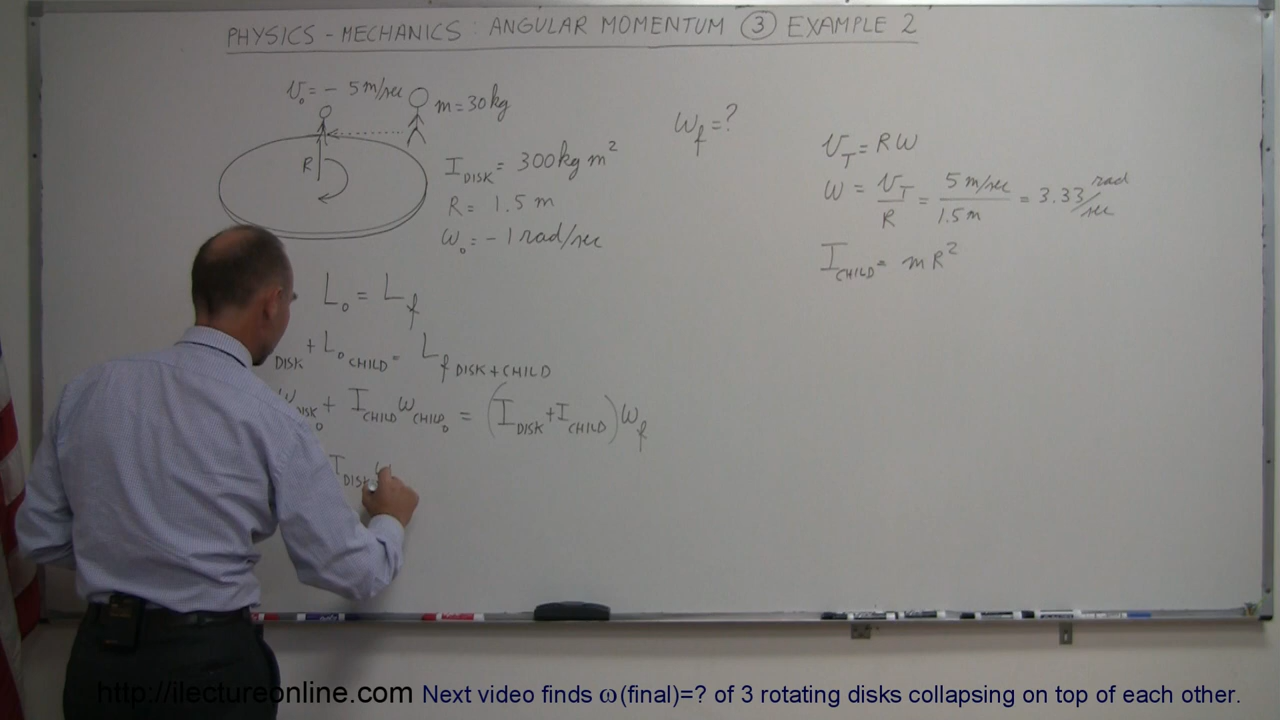 PHYSICS - MECHANICS : ANGULAR MOMENTUM ③ EXAMPLE 2
v₀ = - 5 m/sec
m = 30 kg
R
I_DISK = 300 kg m²
R = 1.5 m
ω₀ = - 1 rad/sec
ω_f = ?
v_T = R ω
ω = v_T / R = 5 m/sec / 1.5 m = 3.33 rad/sec
I_CHILD = m R²
L₀ = L_f
DISK + L₀ CHILD = L_f DISK + CHILD
ω_DISK₀ + I_CHILD ω_CHILD₀ = (I_DISK + I_CHILD) ω_f
I_DISK
http://ilectureonline.com Next video finds ω(final)=? of 3 rotating disks collapsing on top of each other.